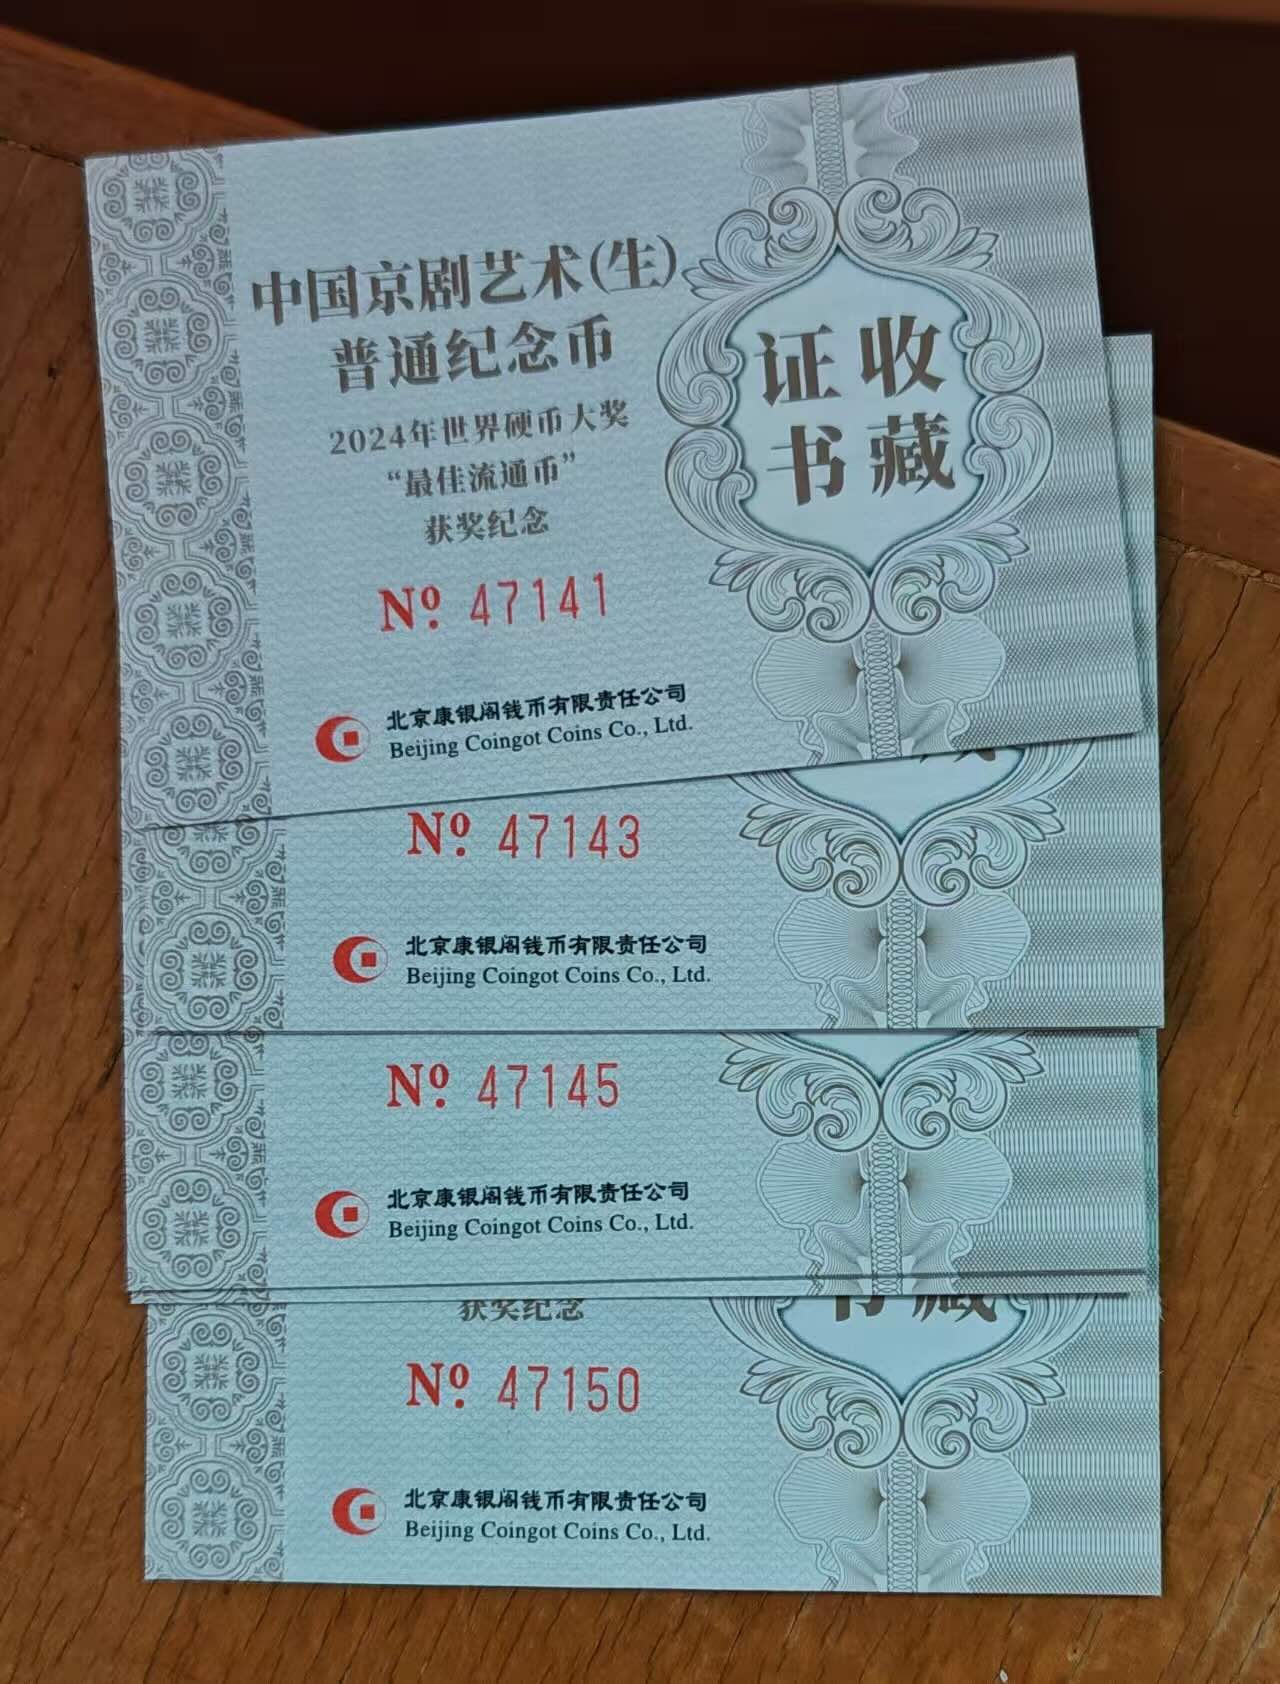 中国京剧艺术(生)
普通纪念币
2024年世界硬币大奖
“最佳流通币”
获奖纪念
收藏
证书
Nº 47141
北京康银阁钱币有限责任公司
Beijing Coingot Coins Co., Ltd.
Nº 47143
北京康银阁钱币有限责任公司
Beijing Coingot Coins Co., Ltd.
Nº 47145
北京康银阁钱币有限责任公司
Beijing Coingot Coins Co., Ltd.
获奖纪念
书藏
Nº 47150
北京康银阁钱币有限责任公司
Beijing Coingot Coins Co., Ltd.